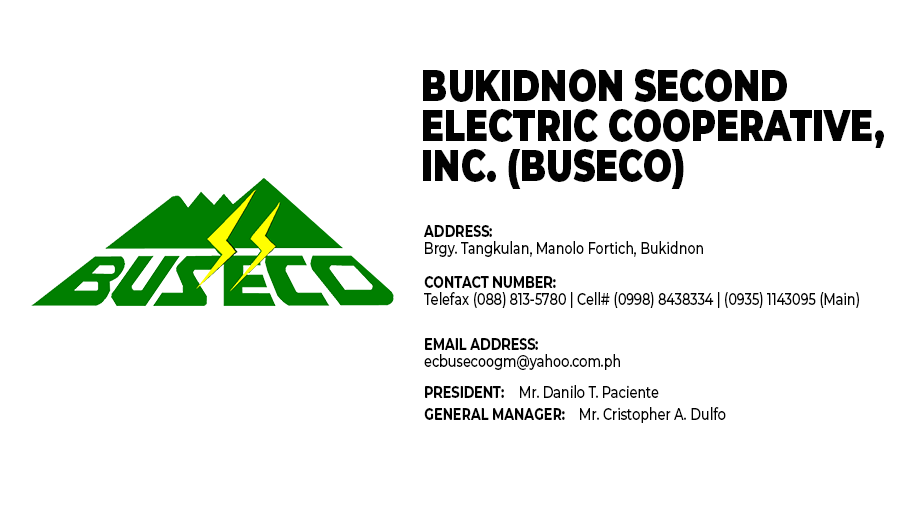 BUKIDNON SECOND
ELECTRIC COOPERATIVE,
INC. (BUSECO)
BUSECO
ADDRESS:
Brgy. Tangkulan, Manolo Fortich, Bukidnon
CONTACT NUMBER:
Telefax (088) 813-5780 | Cell# (0998) 8438334 | (0935) 1143095 (Main)
EMAIL ADDRESS:
ecbusecoogm@yahoo.com.ph
PRESIDENT: Mr. Danilo T. Paciente
GENERAL MANAGER: Mr. Cristopher A. Dulfo